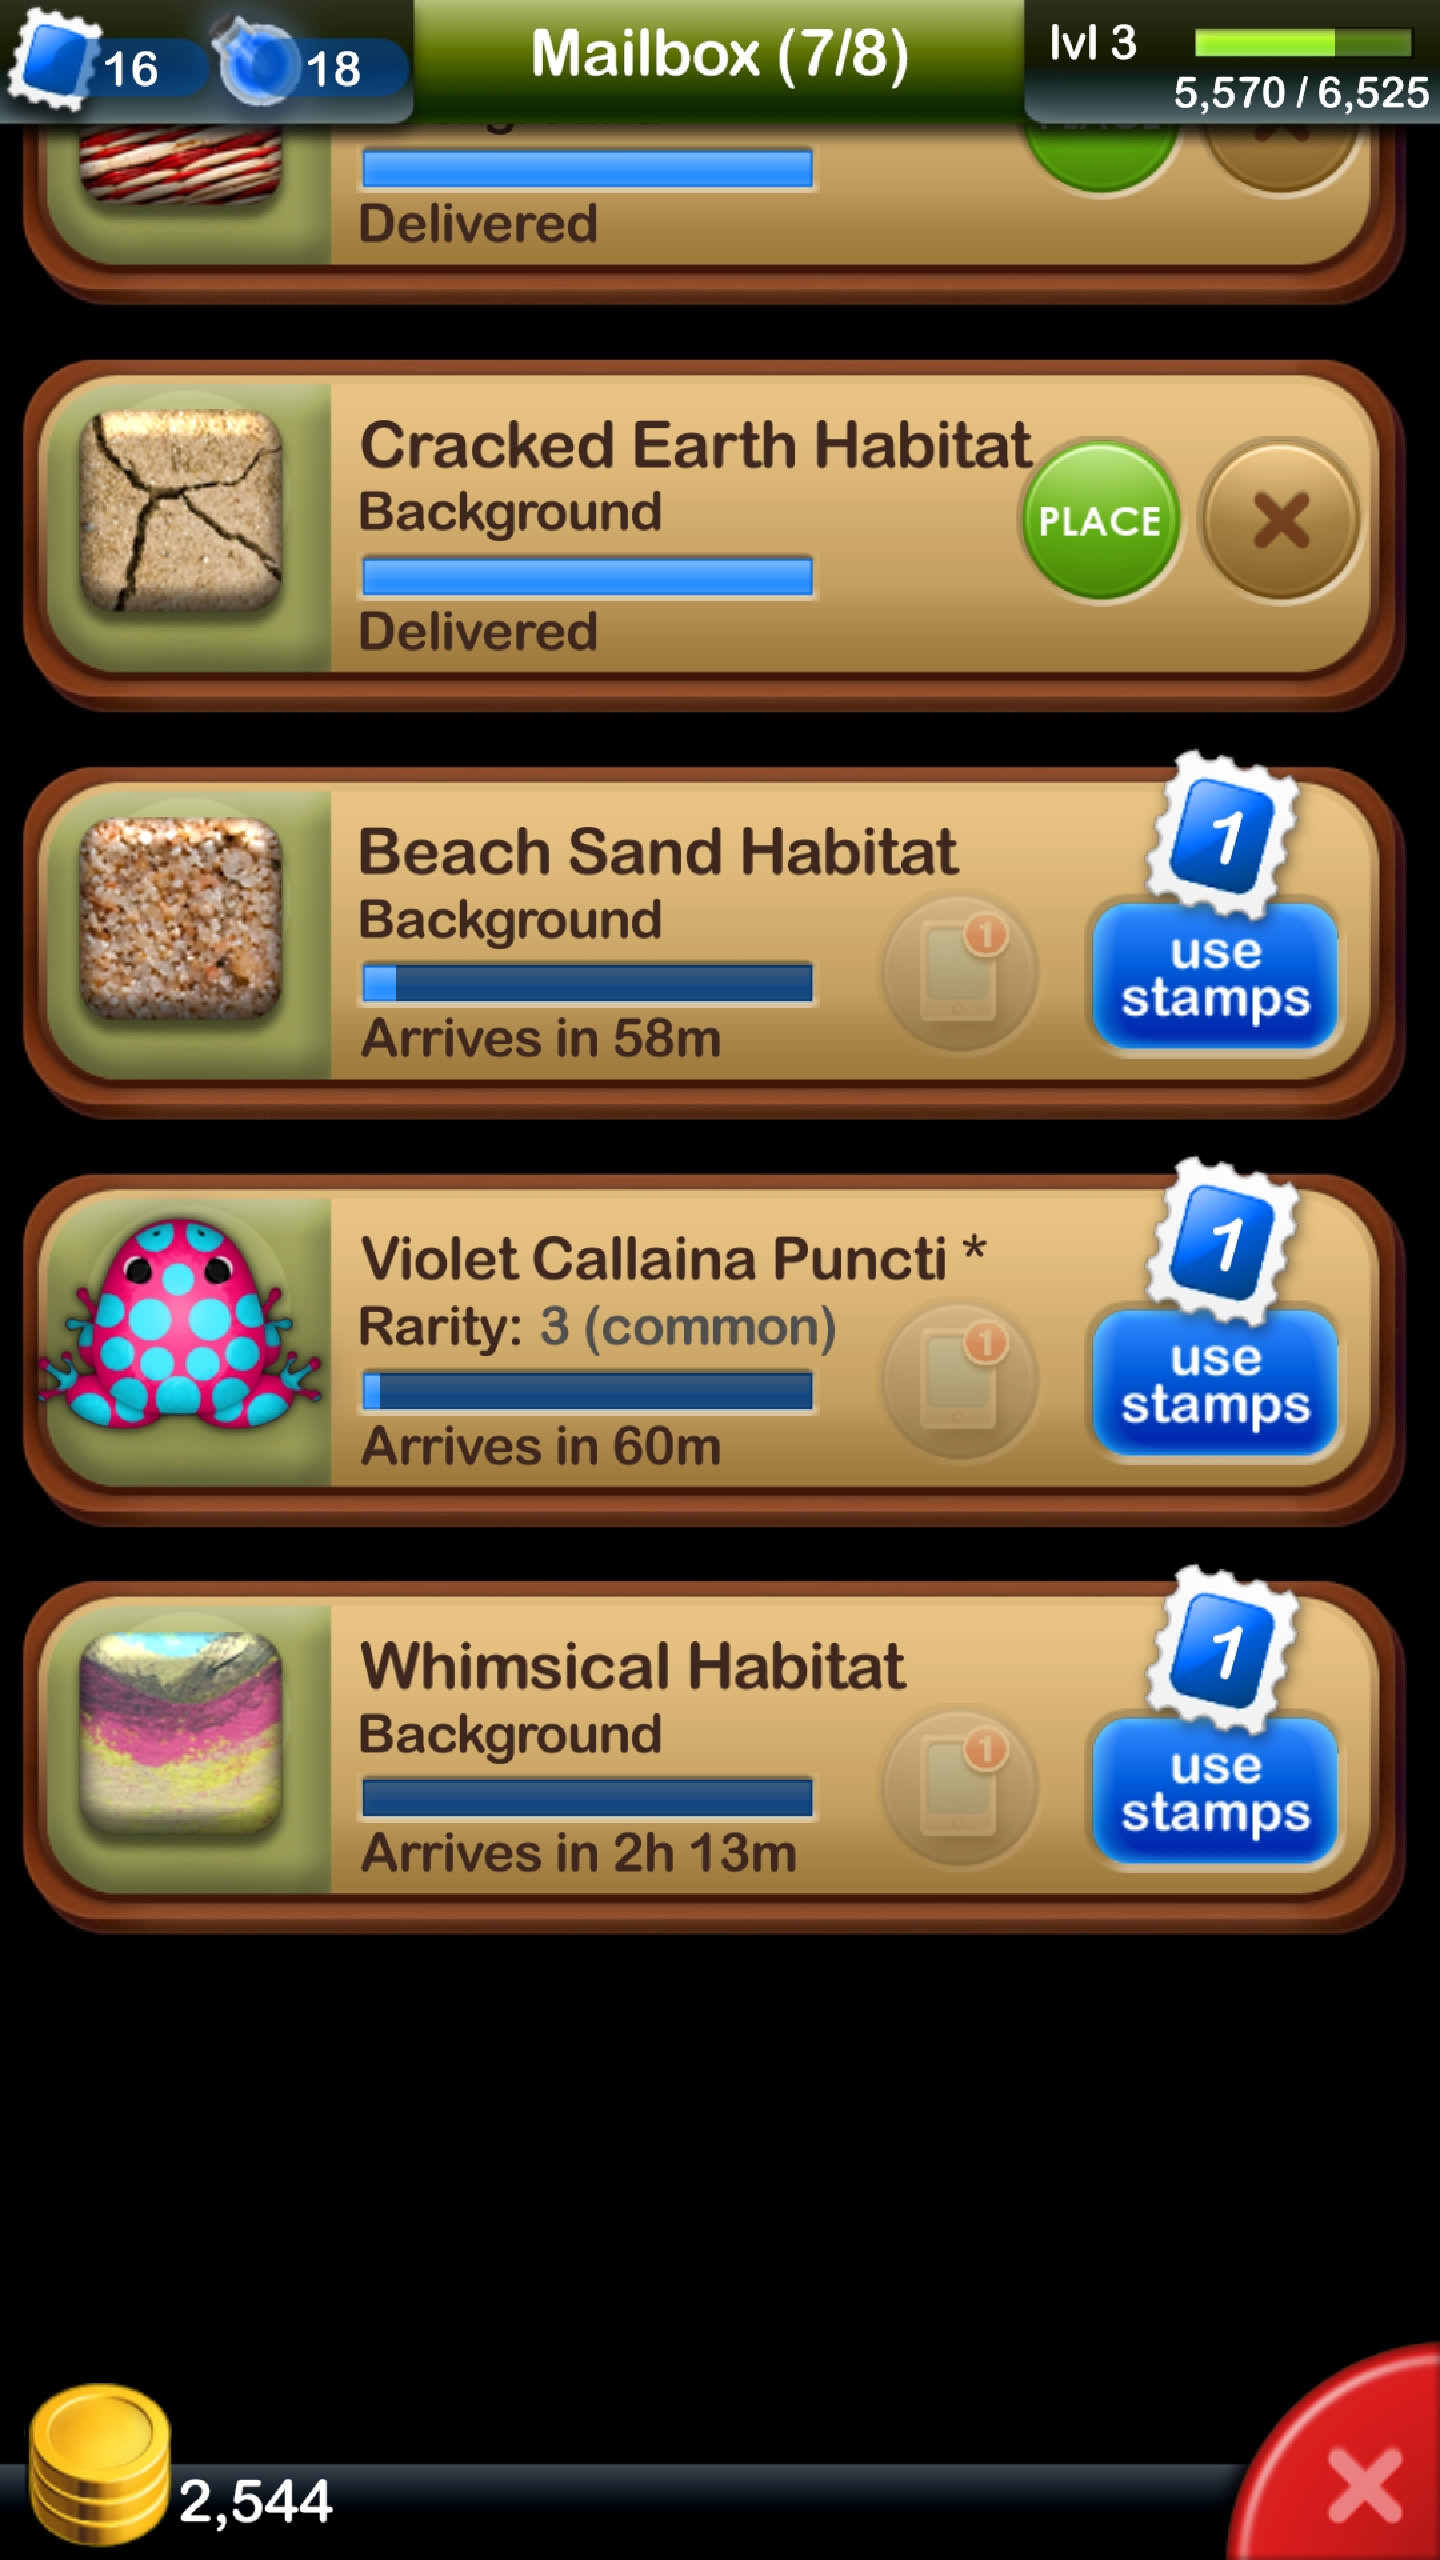 16
18
Mailbox (7/8)
lvl 3
5,570 / 6,525
Delivered
Cracked Earth Habitat
Background
PLACE
Delivered
1
Beach Sand Habitat
Background
1
use
stamps
Arrives in 58m
1
Violet Callaina Puncti *
Rarity: 3 (common)
1
use
stamps
Arrives in 60m
1
Whimsical Habitat
Background
1
use
stamps
Arrives in 2h 13m
2,544